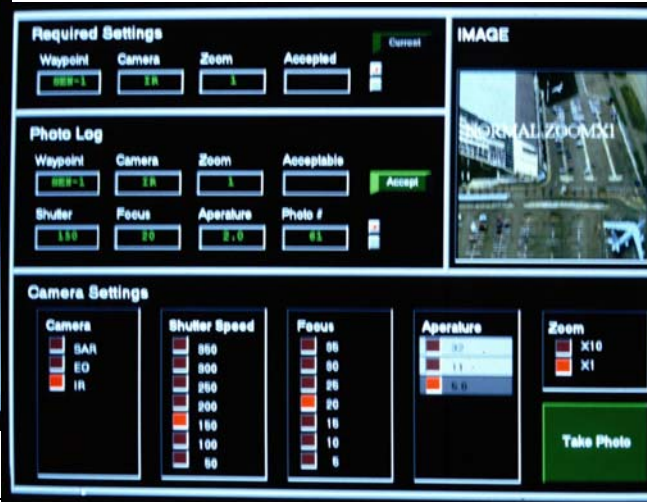 Required Settings
Current
IMAGE
Waypoint Camera Zoom Accepted
IR 1
NORMAL ZOOMX1
Photo Log
Waypoint Camera Zoom Acceptable
IR 1
Accept
Shutter Focus Aperature Photo #
150 20 2.0 61
Camera Settings
Camera
SAR
EO
IR
Shutter Speed
350
300
250
200
150
100
50
Focus
35
30
25
20
15
10
5
Aperature
32
11
5.6
Zoom
X10
X1
Take Photo